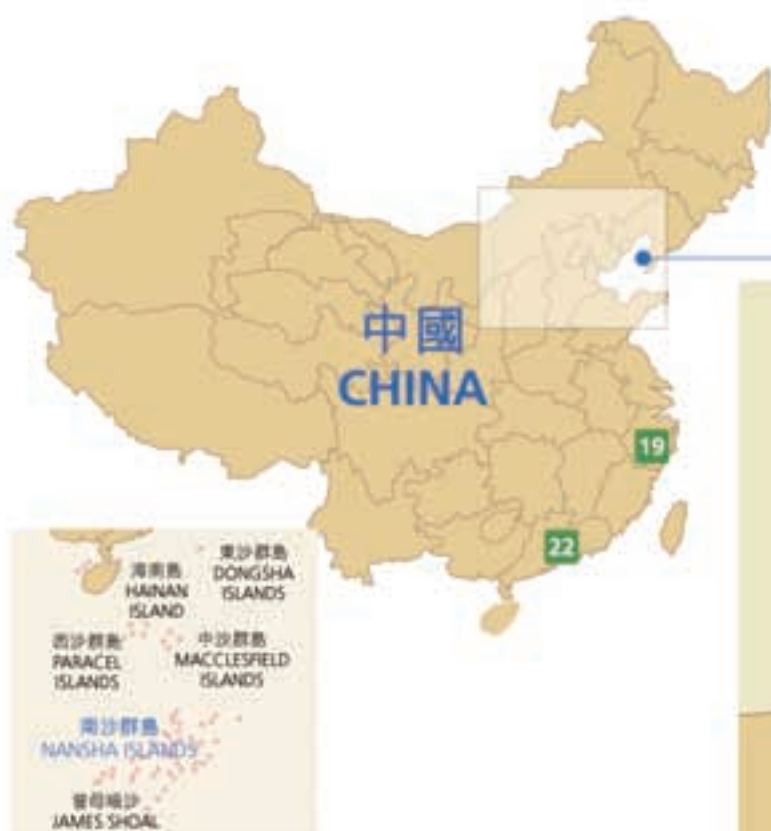 中國
CHINA
19
22
海南島
HAINAN
ISLAND
東沙群島
DONGSHA
ISLANDS
西沙群島
PARACEL
ISLANDS
中沙群島
MACCLESFIELD
ISLANDS
南沙群島
NANSHA ISLANDS
曾母暗沙
JAMES SHOAL